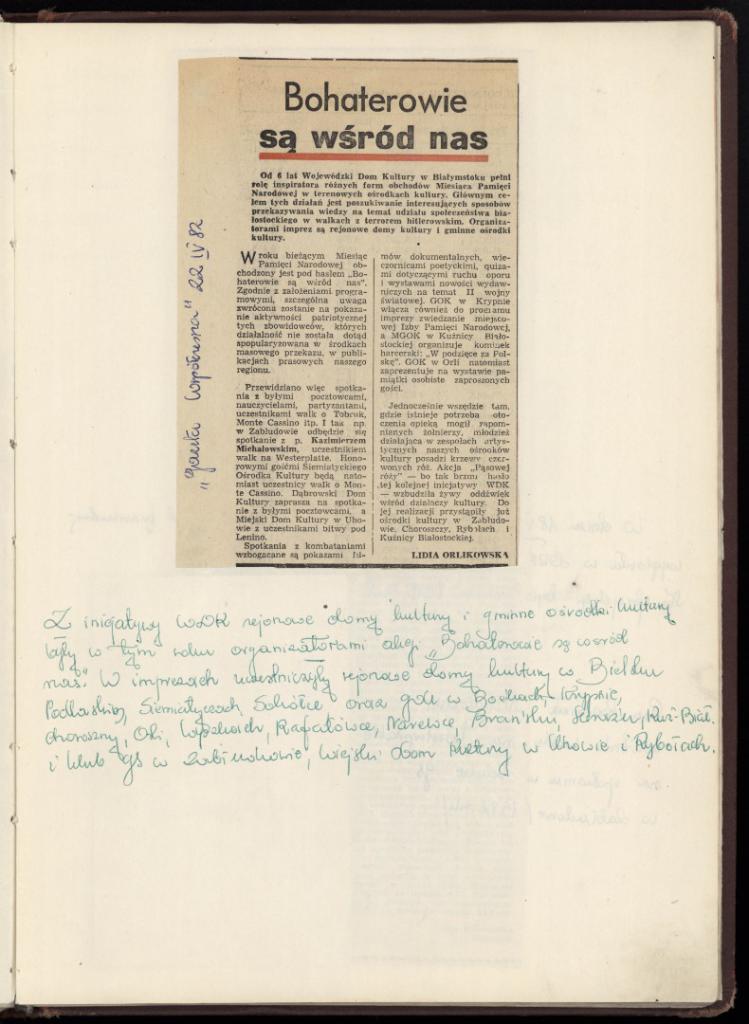 Bohaterowie
są wśród nas
Od 6 lat Wojewódzki Dom Kultury w Białymstoku pełni
rolę inspiratora różnych form obchodów Miesiąca Pamięci
Narodowej w terenowych ośrodkach kultury. Głównym ce-
lem tych działań jest poszukiwanie interesujących sposobów
przekazywania wiedzy na temat udziału społeczeństwa bia-
łostockiego w walkach z terrorem hitlerowskim. Organiza-
torami imprez są rejonowe domy kultury i gminne ośrodki
kultury.
W roku bieżącym Miesiąc
Pamięci Narodowej ob-
chodzony jest pod hasłem „Bo-
haterowie są wśród nas".
Zgodnie z założeniami progra-
mowymi, szczególna uwaga
zwrócona zostanie na pokaza-
nie aktywności patriotycznej
tych zbowidowców, których
działalność nie została dotąd
spopularyzowana w środkach
masowego przekazu, w publi-
kacjach prasowych naszego
regionu.
Przewidziano więc spotka-
nia z byłymi pocztowcami,
nauczycielami, partyzantami,
uczestnikami walk o Tobruk,
Monte Cassino itp. I tak np.
w Zabłudowie odbędzie się
spotkanie z p. Kazimierzem
Michałowskim, uczestnikiem
walk na Westerplatte. Hono-
rowymi gośćmi Siemiatyckiego
Ośrodka Kultury będą nato-
miast uczestnicy walk o Mo-
nte Cassino. Dąbrowski Dom
Kultury zaprasza na spotka-
nie z byłymi pocztowcami, a
Miejski Dom Kultury w Uho-
wie z uczestnikami bitwy pod
Lenino.
Spotkania z kombatantami
wzbogacane są pokazami fil-
mów dokumentalnych, wie-
czornicami poetyckimi, quiza-
mi dotyczącymi ruchu oporu
i wystawami nowości wydaw-
niczych na temat II wojny
światowej. GOK w Krypnie
włącza również do programu
imprezy zwiedzanie miejsco-
wej Izby Pamięci Narodowej,
a MGOK w Kuźnicy Biało-
stockiej organizuje kominek
harcerski: „W podzięce za Pol-
skę". GOK w Orli natomiast
zaprezentuje na wystawie pa-
miątki osobiste zaproszonych
gości.
Jednocześnie wszędzie tam,
gdzie istnieje potrzeba oto-
czenia opieką mogił zapom-
nianych żołnierzy, młodzież
działająca w zespołach artys-
tycznych naszych ośrodków
kultury posadzi krzewy czer-
wonych róż. Akcja „Pąsowej
róży" — bo tak brzmi hasło
tej kolejnej inicjatywy WDK
— wzbudziła żywy oddźwięk
wśród działaczy kultury. Do
jej realizacji przystąpiły już
ośrodki kultury w Zabłudo-
wie, Choroszczy, Rybołach i
Kuźnicy Białostockiej.
LIDIA ORLIKOWSKA
„Gazeta Współczesna" 22 IV 82
Z inicjatywy WDK rejonowe domy kultury i gminne ośrodki kultury
były w tym roku organizatorami akcji „Bohaterowie są wśród
nas". W imprezach uczestniczyły rejonowe domy kultury w Bielsku
Podlaskim, Siemiatyczach, Sokółce oraz gok w Boćkach, Krypnie,
Choroszczy, Orli, Wyszkach, Rafałówce, Narewce, Brańsku, Kuź. Biał.
i klub w Zabłudowie, wiejski dom kultury w Uhowie i Rybołach.